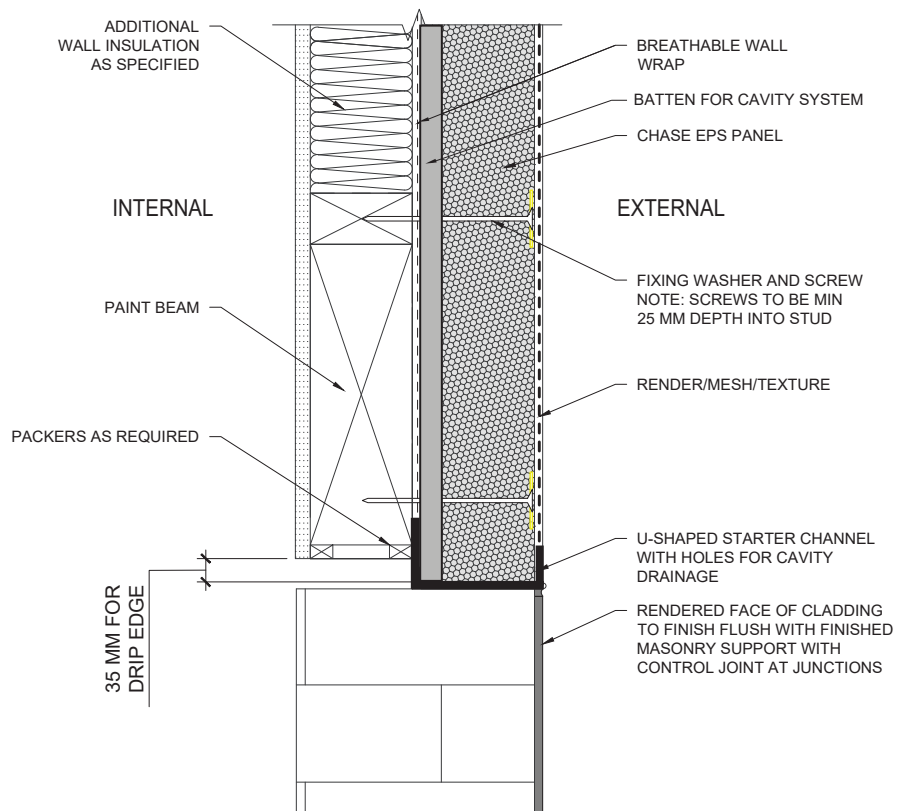 ADDITIONAL
WALL INSULATION
AS SPECIFIED
BREATHABLE WALL
WRAP
BATTEN FOR CAVITY SYSTEM
CHASE EPS PANEL
INTERNAL
EXTERNAL
FIXING WASHER AND SCREW
NOTE: SCREWS TO BE MIN
25 MM DEPTH INTO STUD
PAINT BEAM
RENDER/MESH/TEXTURE
PACKERS AS REQUIRED
U-SHAPED STARTER CHANNEL
WITH HOLES FOR CAVITY
DRAINAGE
35 MM FOR
DRIP EDGE
RENDERED FACE OF CLADDING
TO FINISH FLUSH WITH FINISHED
MASONRY SUPPORT WITH
CONTROL JOINT AT JUNCTIONS